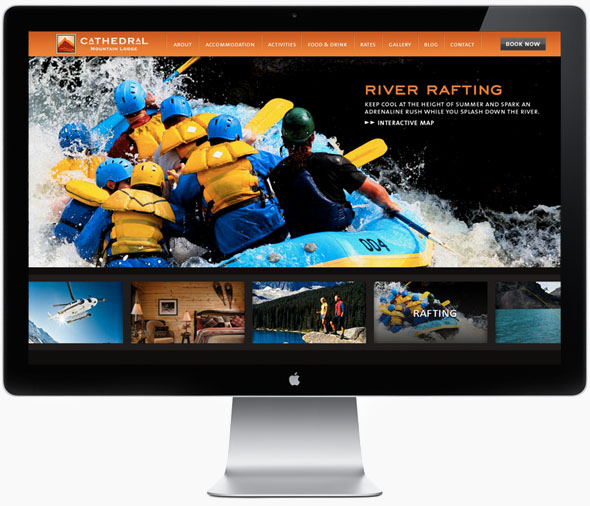 CATHEDRAL
MOUNTAIN LODGE
ABOUT ACCOMMODATION ACTIVITIES FOOD & DRINK RATES GALLERY BLOG CONTACT BOOK NOW
RIVER RAFTING
KEEP COOL AT THE HEIGHT OF SUMMER AND SPARK AN
ADRENALINE RUSH WHILE YOU SPLASH DOWN THE RIVER.
INTERACTIVE MAP
004
RAFTING